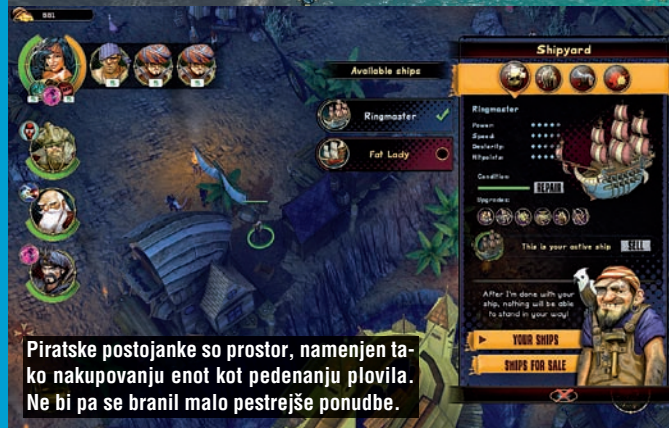 581
Shipyard
Available ships
Ringmaster
Fat Lady
Ringmaster
Power:
Speed:
Dexterity:
Hitpoints:
Condition:
REPAIR
Upgrades:
This is your active ship
SELL
After I'm done with your
ship, nothing will be able
to stand in your way!
YOUR SHIPS
SHIPS FOR SALE
Piratske postojanke so prostor, namenjen ta-
ko nakupovanju enot kot pedenanju plovila.
Ne bi pa se branil malo pestrejše ponudbe.